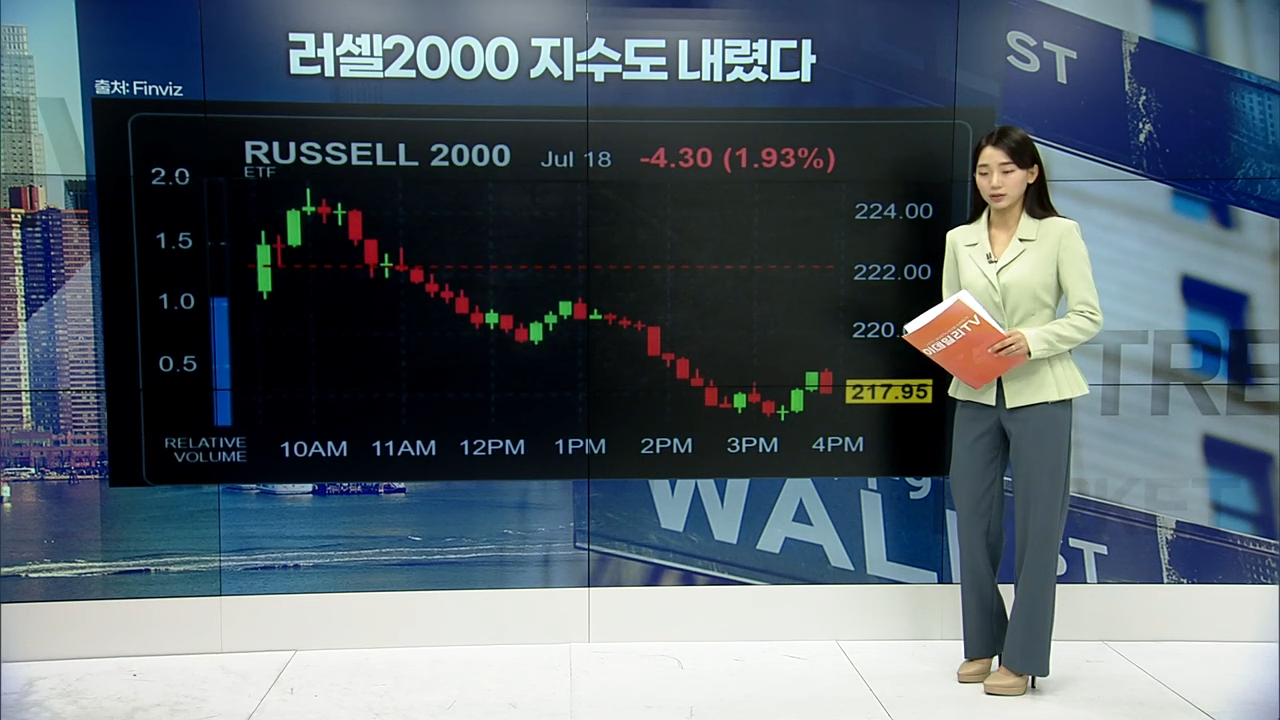 러셀2000 지수도 내렸다
출처: Finviz
ST
RUSSELL 2000 Jul 18 -4.30 (1.93%)
ETF
2.0
1.5
1.0
0.5
224.00
222.00
220.
217.95
RELATIVE
VOLUME
10AM 11AM 12PM 1PM 2PM 3PM 4PM
이데일리TV
TRE
WALL
ST